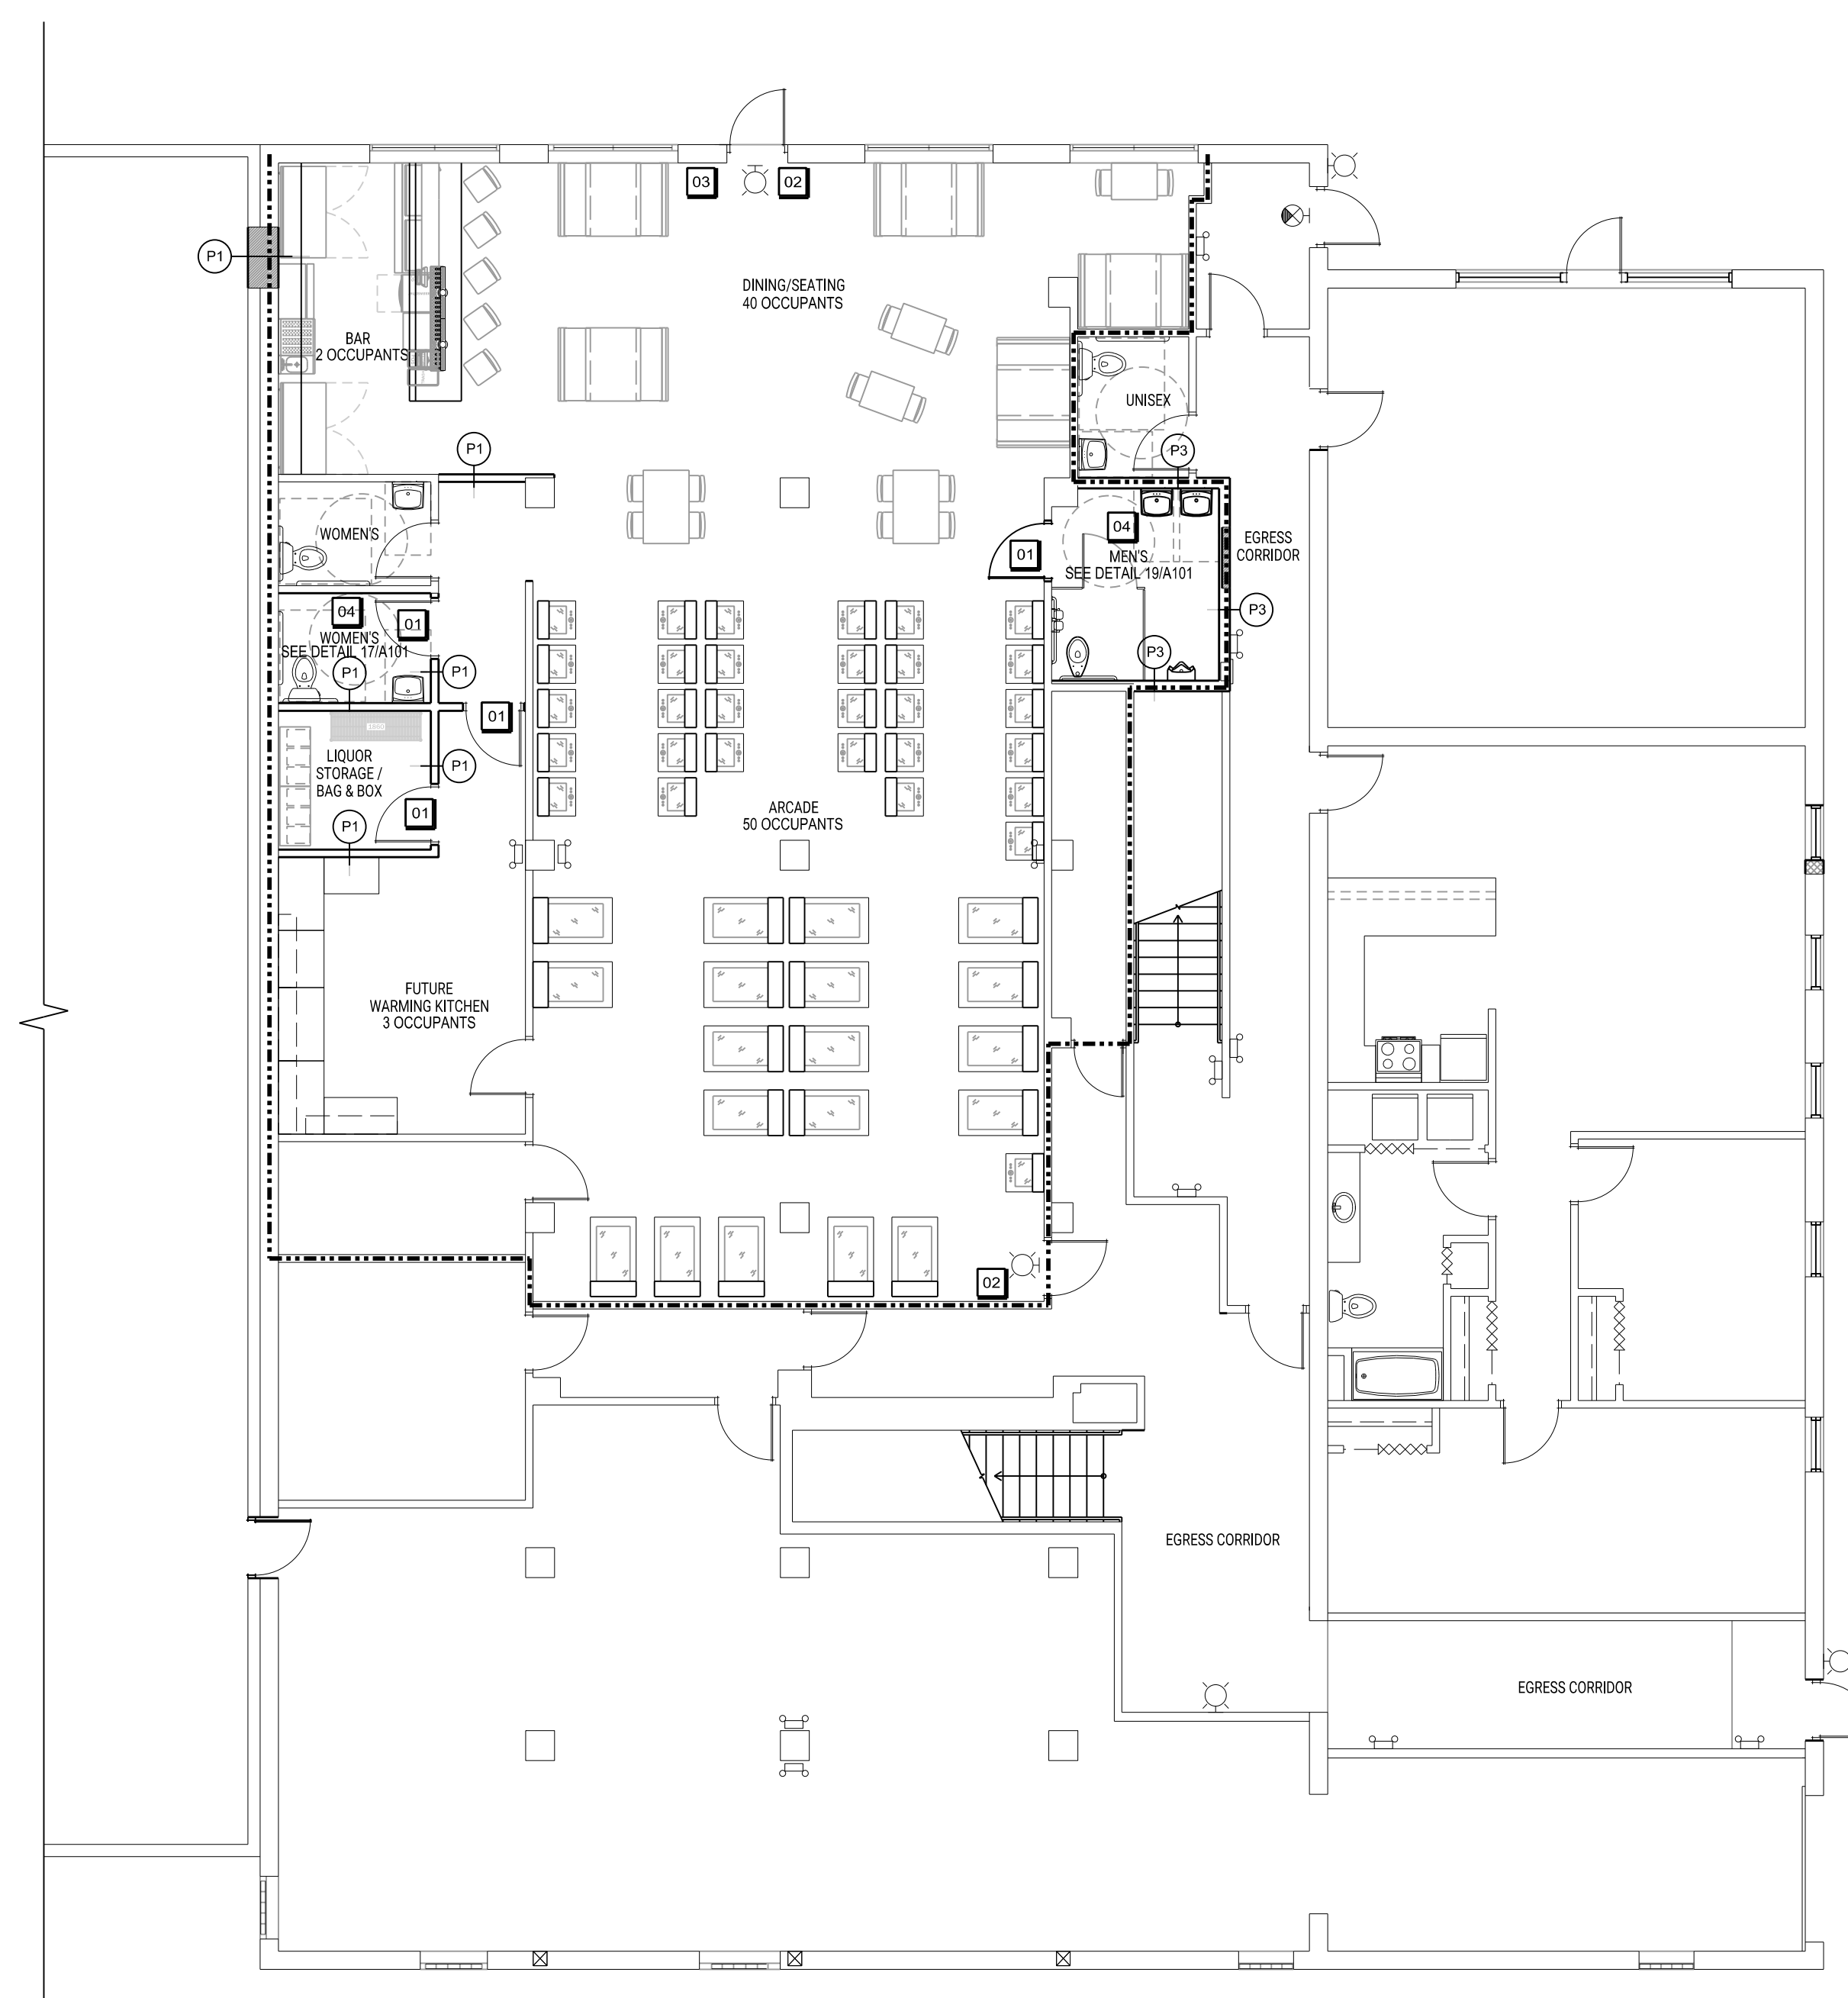 03
02
P1
DINING/SEATING
40 OCCUPANTS
BAR
2 OCCUPANTS
UNISEX
P1
P3
WOMEN'S
04
MEN'S
SEE DETAIL 19/A101
01
EGRESS
CORRIDOR
04
01
WOMEN'S
SEE DETAIL 17/A101
P3
P1
P1
P3
01
LIQUOR
STORAGE /
BAG & BOX
P1
01
P1
ARCADE
50 OCCUPANTS
FUTURE
WARMING KITCHEN
3 OCCUPANTS
02
EGRESS CORRIDOR
EGRESS CORRIDOR